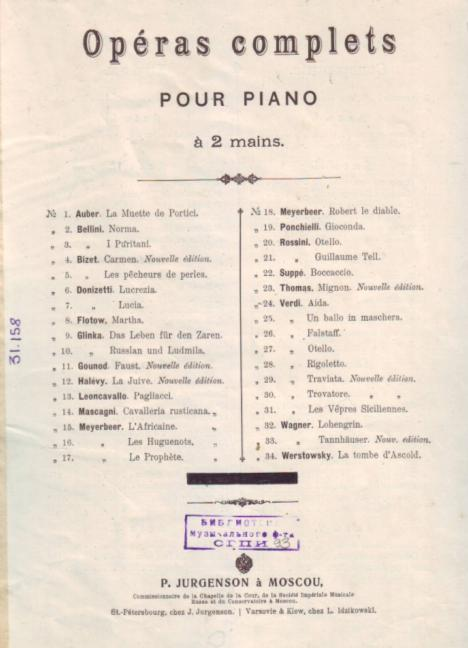 Opéras complets
POUR PIANO
à 2 mains.
№ 1. Auber. La Muette de Portici.
„ 2. Bellini. Norma.
„ 3. „ I Puritani.
„ 4. Bizet. Carmen. Nouvelle édition.
„ 5. „ Les pêcheurs de perles.
„ 6. Donizetti. Lucrezia.
„ 7. „ Lucia.
„ 8. Flotow, Martha.
„ 9. Glinka. Das Leben für den Zaren.
„ 10. „ Russlan und Ludmila.
„ 11. Gounod. Faust. Nouvelle édition.
„ 12. Halévy. La Juive. Nouvelle édition.
„ 13. Leoncavallo. Pagliacci.
„ 14. Mascagni. Cavalleria rusticana. „
„ 15. Meyerbeer. L'Africaine. „
„ 16. „ Les Huguenots. „
„ 17. „ Le Prophète. „
№ 18. Meyerbeer. Robert le diable.
„ 19. Ponchielli. Gioconda.
„ 20. Rossini. Otello.
„ 21. „ Guillaume Tell.
„ 22. Suppé. Boccaccio.
„ 23. Thomas. Mignon. Nouvelle édition.
„ 24. Verdi. Aida.
„ 25. „ Un ballo in maschera.
„ 26. „ Falstaff.
„ 27. „ Otello.
„ 28. „ Rigoletto.
„ 29. „ Traviata. Nouvelle édition.
„ 30. „ Trovatore. „ „
„ 31. „ Les Vêpres Siciliennes.
„ 32. Wagner. Lohengrin.
„ 33. „ Tannhäuser. Nouv. edition.
„ 34. Werstowsky. La tombe d'Ascold.
31.158
Музыкального ф-та
СГПИ 93
P. JURGENSON à MOSCOU,
Commissionnaire de la Chapelle de la Cour, de la Société Impériale Musicale
Russe et du Conservatoire à Moscou.
St.-Pétersbourg, chez J. Jurgenson. | Varsovie & Kiew, chez L. Idzikowski.